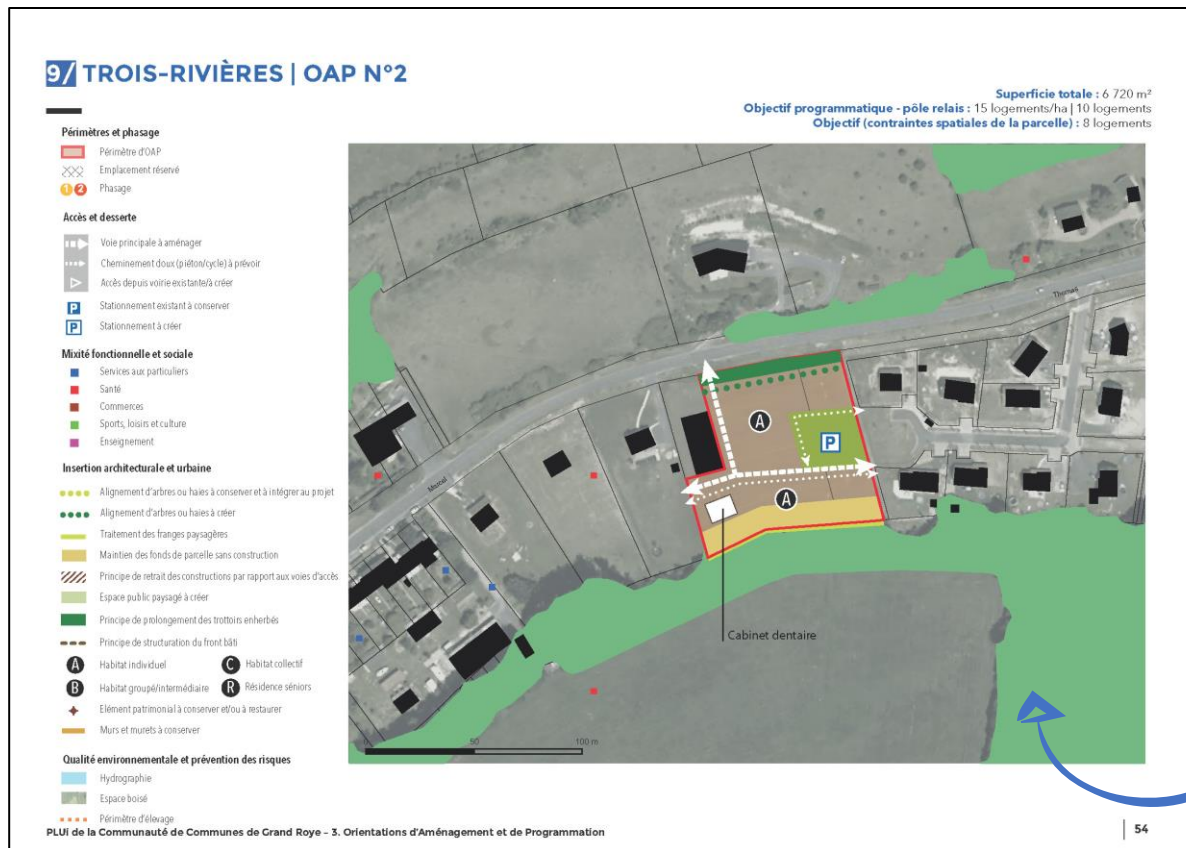 9/ TROIS-RIVIÈRES | OAP N°2
Superficie totale : 6 720 m²
Objectif programmatique - pôle relais : 15 logements/ha | 10 logements
Objectif (contraintes spatiales de la parcelle) : 8 logements
Périmètres et phasage
Périmètre d'OAP
Emplacement réservé
1 2 Phasage
Accès et desserte
Voie principale à aménager
Cheminement doux (piéton/cycle) à prévoir
Accès depuis voirie existante/à créer
P Stationnement existant à conserver
P Stationnement à créer
Mixité fonctionnelle et sociale
Services aux particuliers
Santé
Commerces
Sports, loisirs et culture
Enseignement
Insertion architecturale et urbaine
Alignement d'arbres ou haies à conserver et à intégrer au projet
Alignement d'arbres ou haies à créer
Traitement des franges paysagères
Maintien des fonds de parcelle sans construction
Principe de retrait des constructions par rapport aux voies d'accès
Espace public paysagé à créer
Principe de prolongement des trottoirs enherbés
Principe de structuration du front bâti
A Habitat individuel C Habitat collectif
B Habitat groupé/intermédiaire R Résidence séniors
Elément patrimonial à conserver et/ou à restaurer
Murs et murets à conserver
Qualité environnementale et prévention des risques
Hydrographie
Espace boisé
Périmètre d'élevage
A
P
A
Cabinet dentaire
0 50 100 m
PLUi de la Communauté de Communes de Grand Roye – 3. Orientations d'Aménagement et de Programmation
54